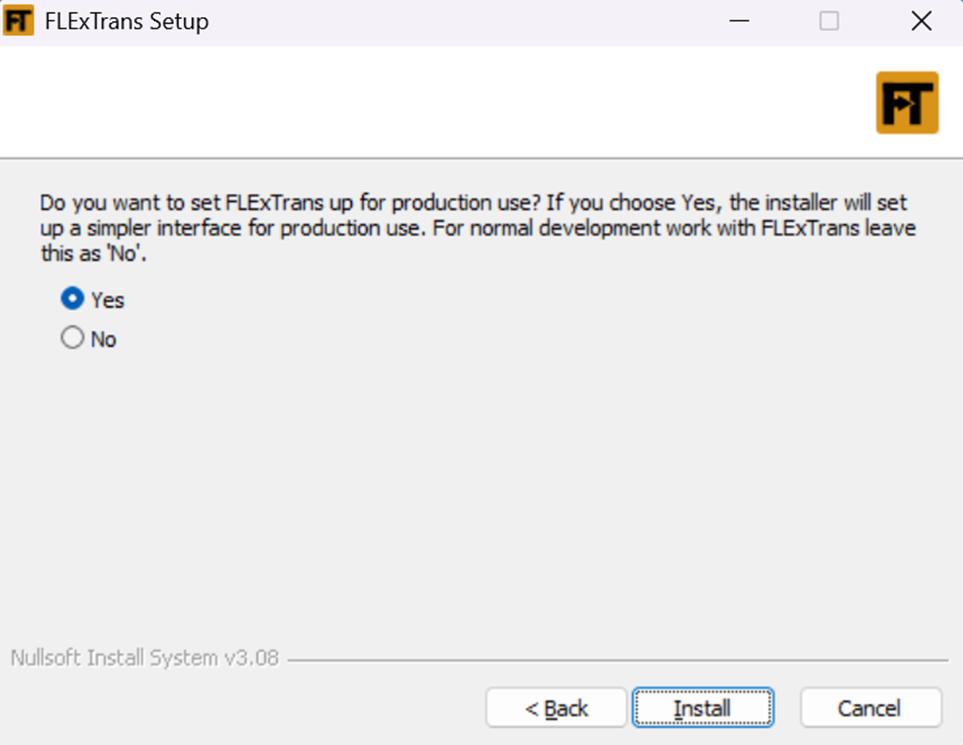 FLExTrans Setup
FT
Do you want to set FLExTrans up for production use? If you choose Yes, the installer will set
up a simpler interface for production use. For normal development work with FLExTrans leave
this as 'No'.
Yes
No
Nullsoft Install System v3.08
< Back
Install
Cancel